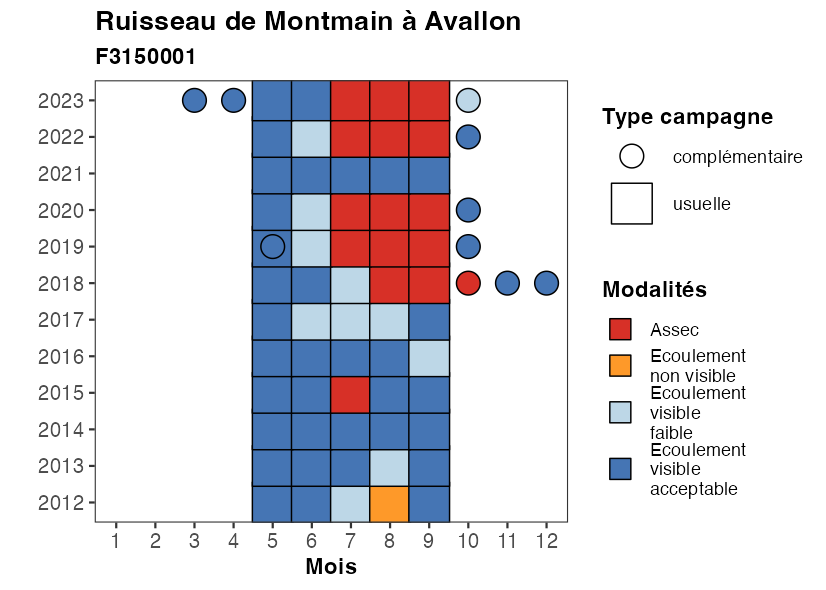 Ruisseau de Montmain à Avallon
F3150001
2023
2022
2021
2020
2019
2018
2017
2016
2015
2014
2013
2012
1 2 3 4 5 6 7 8 9 10 11 12
Mois
Type campagne
complémentaire
usuelle
Modalités
Assec
Ecoulement
non visible
Ecoulement
visible
faible
Ecoulement
visible
acceptable